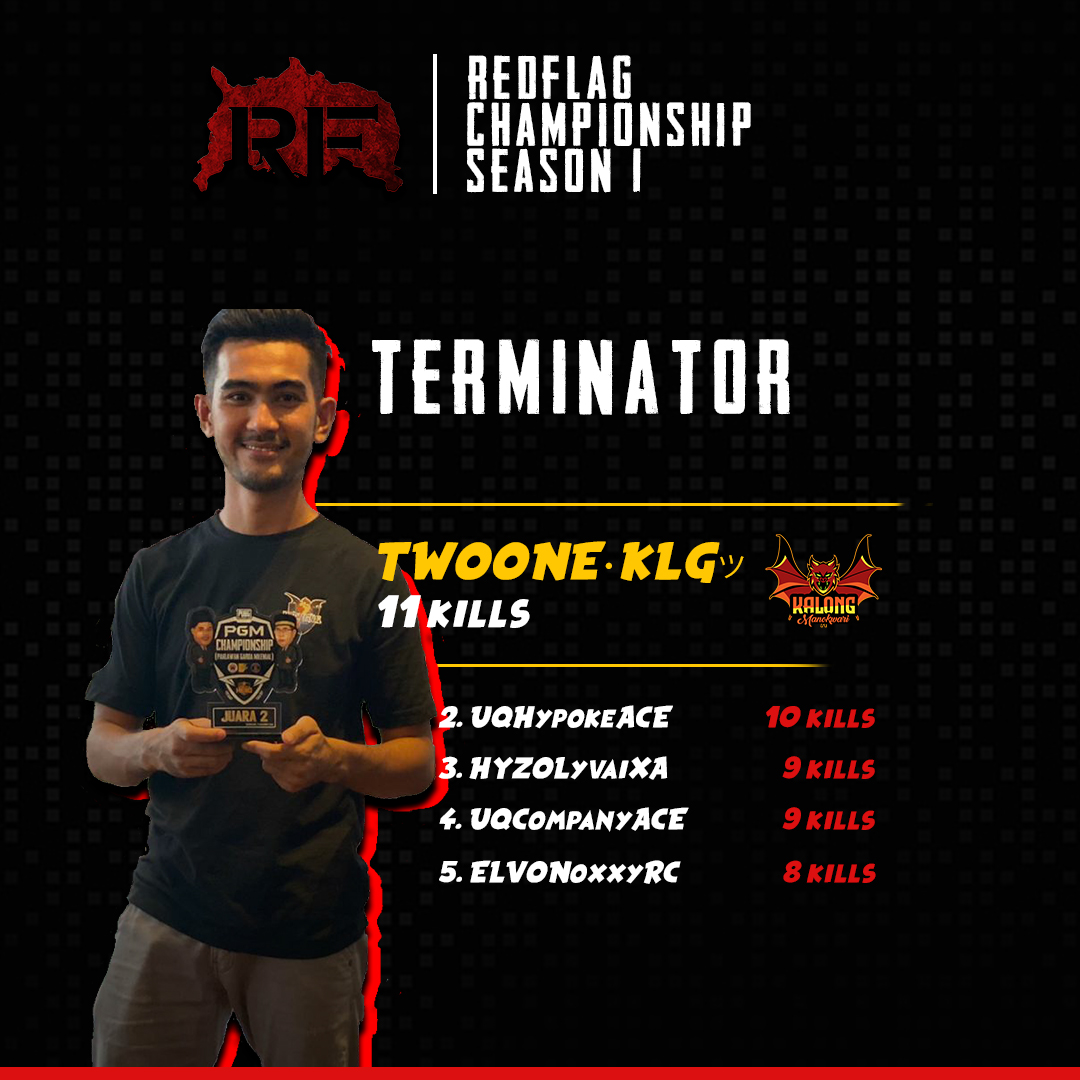 RF
REDFLAG
CHAMPIONSHIP
SEASON 1
TERMINATOR
TWOONE·KLGツ
11 KILLS
KALONG
Manokwari
PGM
CHAMPIONSHIP
JUARA 2
2. UQHYPOKEACE 10 KILLS
3. HYZOLYVAIXA 9 KILLS
4. UQCOMPANYACE 9 KILLS
5. ELVONOXXYRC 8 KILLS